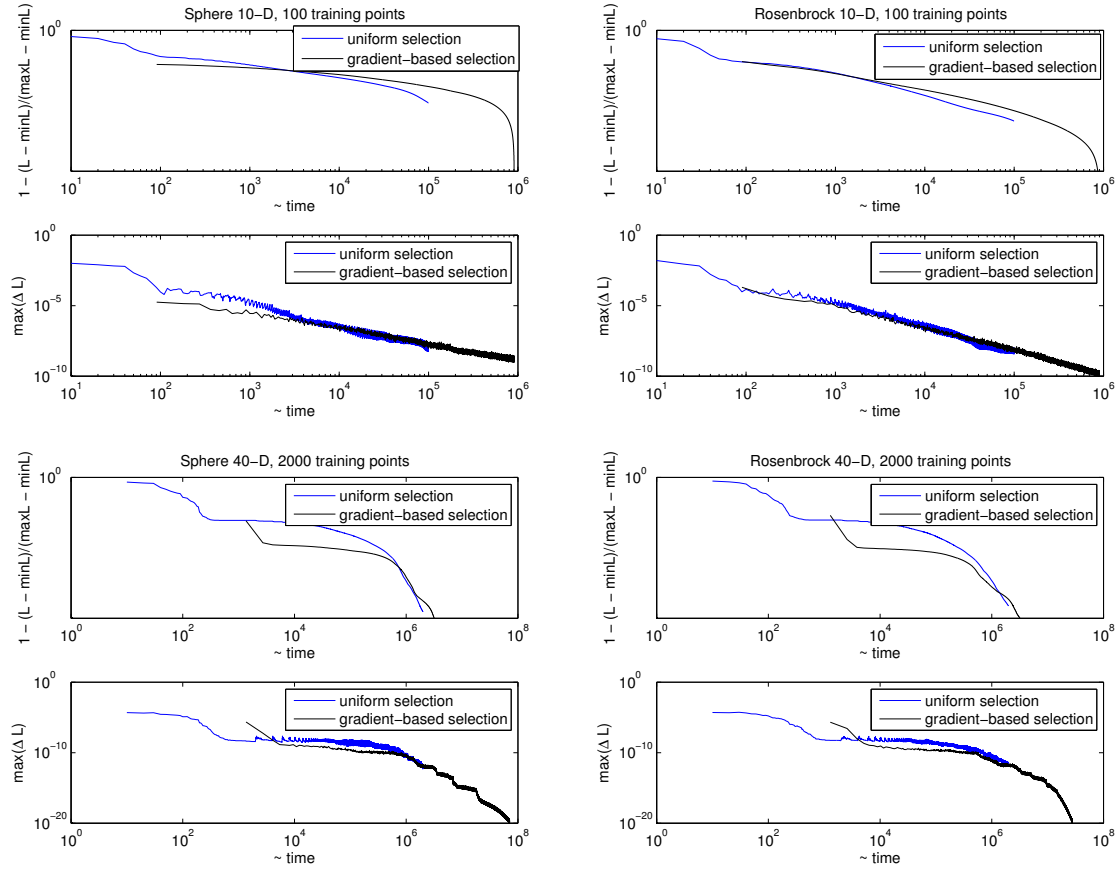 Sphere 10−D, 100 training points
10^0
1 − (L − minL)/(maxL − minL)
uniform selection
gradient−based selection
10^1 10^2 10^3 10^4 10^5 10^6
~ time
Rosenbrock 10−D, 100 training points
10^0
1 − (L − minL)/(maxL − minL)
uniform selection
gradient−based selection
10^1 10^2 10^3 10^4 10^5 10^6
~ time
10^0
10^−5
10^−10
max(Δ L)
uniform selection
gradient−based selection
10^1 10^2 10^3 10^4 10^5 10^6
~ time
10^0
10^−5
10^−10
max(Δ L)
uniform selection
gradient−based selection
10^1 10^2 10^3 10^4 10^5 10^6
~ time
Sphere 40−D, 2000 training points
10^0
1 − (L − minL)/(maxL − minL)
uniform selection
gradient−based selection
10^0 10^2 10^4 10^6 10^8
~ time
Rosenbrock 40−D, 2000 training points
10^0
1 − (L − minL)/(maxL − minL)
uniform selection
gradient−based selection
10^0 10^2 10^4 10^6 10^8
~ time
10^0
10^−10
10^−20
max(Δ L)
uniform selection
gradient−based selection
10^0 10^2 10^4 10^6 10^8
~ time
10^0
10^−10
10^−20
max(Δ L)
uniform selection
gradient−based selection
10^0 10^2 10^4 10^6 10^8
~ time